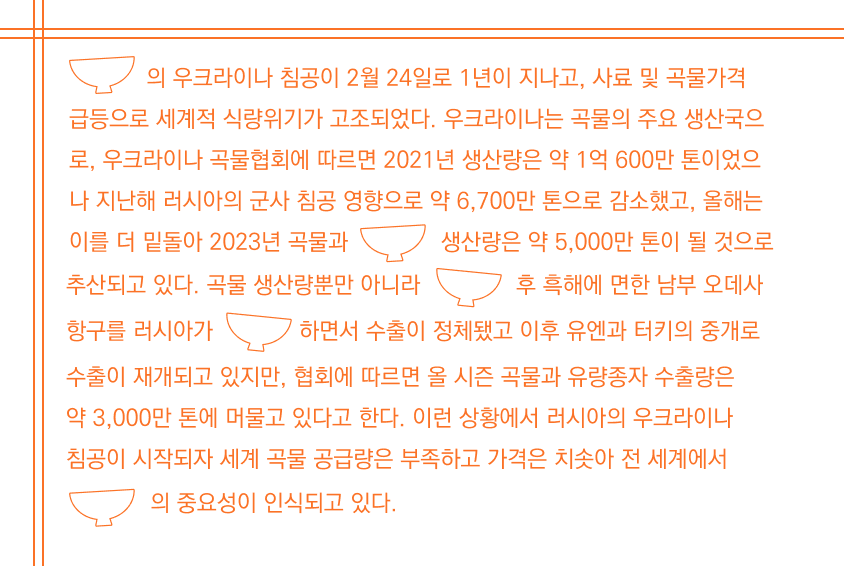 의 우크라이나 침공이 2월 24일로 1년이 지나고, 사료 및 곡물가격
급등으로 세계적 식량위기가 고조되었다. 우크라이나는 곡물의 주요 생산국으
로, 우크라이나 곡물협회에 따르면 2021년 생산량은 약 1억 600만 톤이었으
나 지난해 러시아의 군사 침공 영향으로 약 6,700만 톤으로 감소했고, 올해는
이를 더 밑돌아 2023년 곡물과 생산량은 약 5,000만 톤이 될 것으로
추산되고 있다. 곡물 생산량뿐만 아니라 후 흑해에 면한 남부 오데사
항구를 러시아가 하면서 수출이 정체됐고 이후 유엔과 터키의 중개로
수출이 재개되고 있지만, 협회에 따르면 올 시즌 곡물과 유량종자 수출량은
약 3,000만 톤에 머물고 있다고 한다. 이런 상황에서 러시아의 우크라이나
침공이 시작되자 세계 곡물 공급량은 부족하고 가격은 치솟아 전 세계에서
의 중요성이 인식되고 있다.